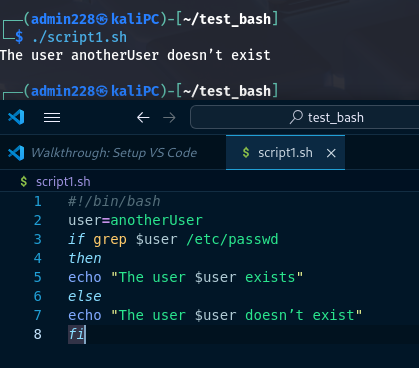 ┌──(admin228㉿kaliPC)-[~/test_bash]
└─$ ./script1.sh
The user anotherUser doesn’t exist
┌──(admin228㉿kaliPC)-[~/test_bash]
test_bash
Walkthrough: Setup VS Code
$ script1.sh ×
$ script1.sh
1 #!/bin/bash
2 user=anotherUser
3 if grep $user /etc/passwd
4 then
5 echo "The user $user exists"
6 else
7 echo "The user $user doesn’t exist"
8 fi